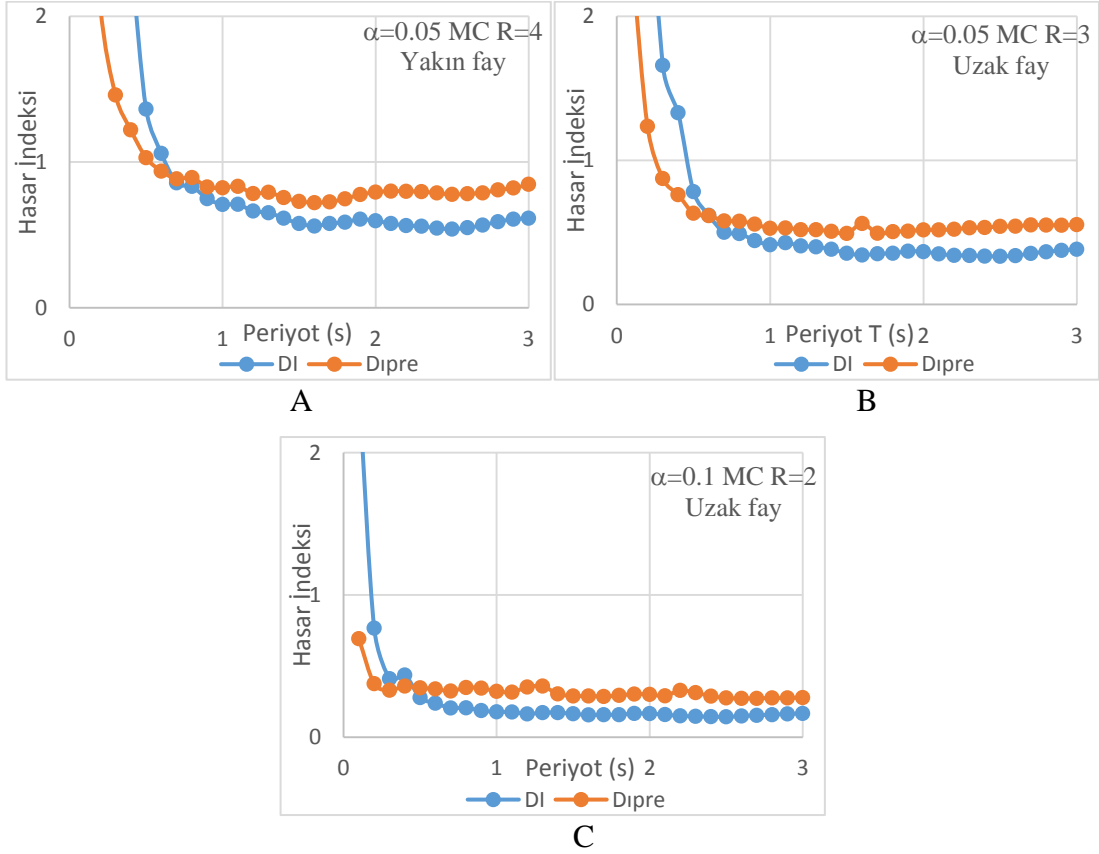 2
α=0.05 MC R=4
Yakın fay
Hasar İndeksi
1
0
0
1
2
3
Periyot (s)
DI
Dıpre
A
2
α=0.05 MC R=3
Uzak fay
Hasar İndeksi
1
0
0
1
2
3
Periyot T (s)
DI
Dıpre
B
2
α=0.1 MC R=2
Uzak fay
Hasar İndeksi
1
0
0
1
2
3
Periyot (s)
DI
Dıpre
C